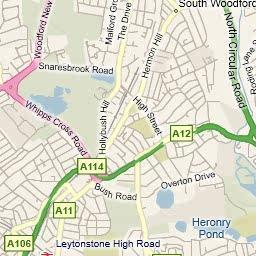 South Woodford
Woodford New
Malford Gro
The Drive
Hermon Hill
North Circular Road
Snaresbrook Road
Hollybush Hill
High Street
Whipps Cross Road
A12
A114
Bush Road
Overton Drive
A11
Heronry
Pond
A106
Leytonstone High Road